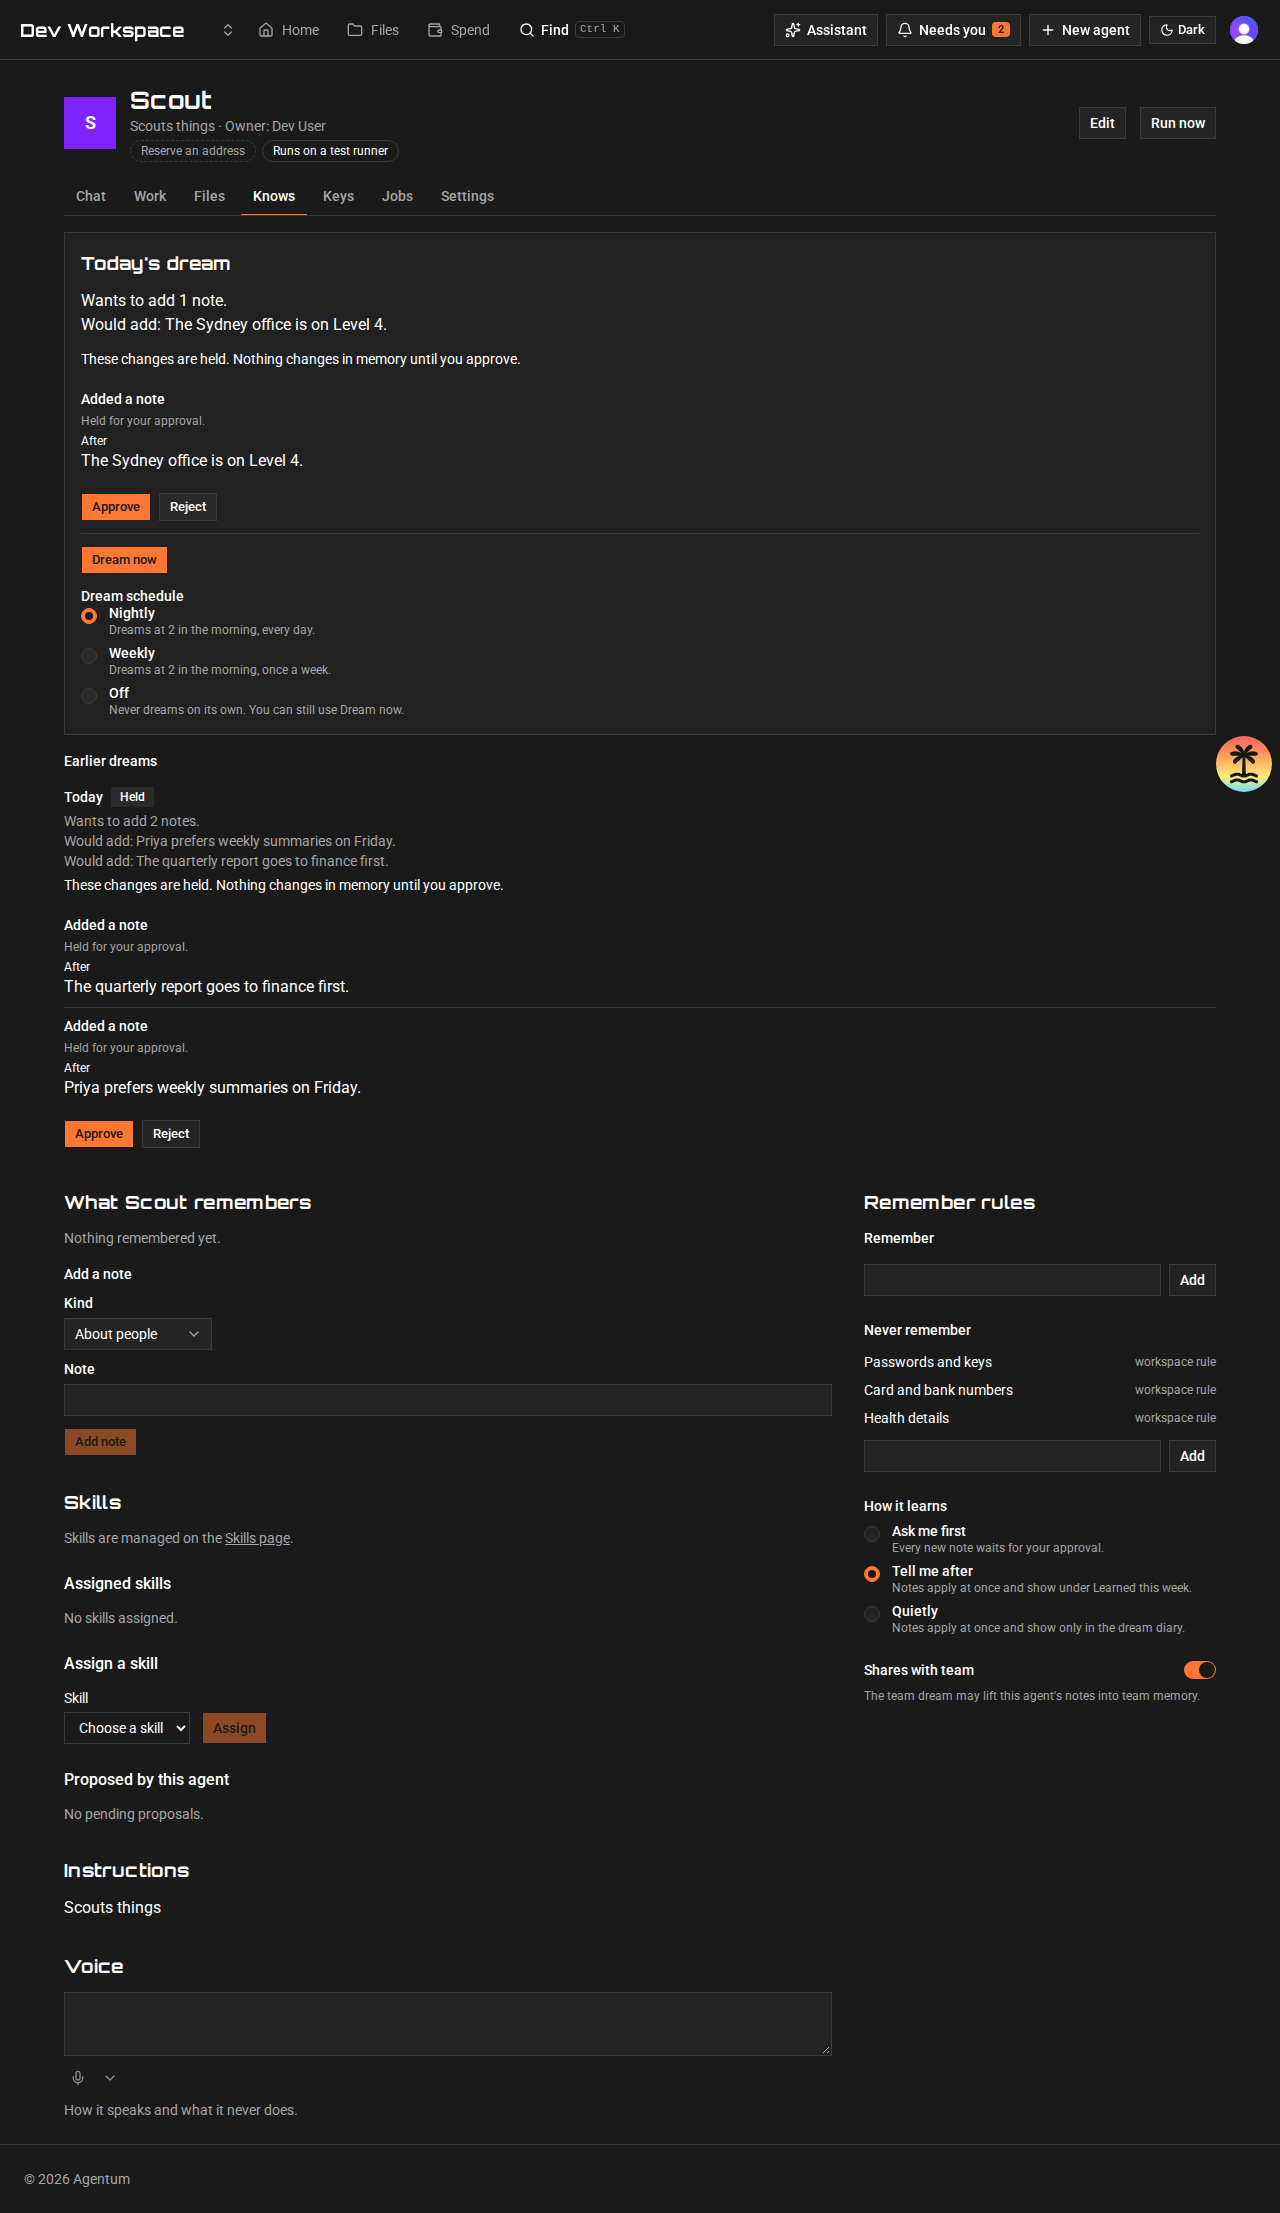 Dev Workspace
Home
Files
Spend
Find Ctrl K
Assistant
Needs you 2
New agent
Dark
S
Scout
Scouts things · Owner: Dev User
Reserve an address
Runs on a test runner
Edit
Run now
Chat
Work
Files
Knows
Keys
Jobs
Settings
Today's dream
Wants to add 1 note.
Would add: The Sydney office is on Level 4.
These changes are held. Nothing changes in memory until you approve.
Added a note
Held for your approval.
After
The Sydney office is on Level 4.
Approve
Reject
Dream now
Dream schedule
Nightly
Dreams at 2 in the morning, every day.
Weekly
Dreams at 2 in the morning, once a week.
Off
Never dreams on its own. You can still use Dream now.
Earlier dreams
Today Held
Wants to add 2 notes.
Would add: Priya prefers weekly summaries on Friday.
Would add: The quarterly report goes to finance first.
These changes are held. Nothing changes in memory until you approve.
Added a note
Held for your approval.
After
The quarterly report goes to finance first.
Added a note
Held for your approval.
After
Priya prefers weekly summaries on Friday.
Approve
Reject
What Scout remembers
Nothing remembered yet.
Add a note
Kind
About people
Note
Add note
Skills
Skills are managed on the Skills page.
Assigned skills
No skills assigned.
Assign a skill
Skill
Choose a skill
Assign
Proposed by this agent
No pending proposals.
Instructions
Scouts things
Voice
How it speaks and what it never does.
Remember rules
Remember
Add
Never remember
Passwords and keys workspace rule
Card and bank numbers workspace rule
Health details workspace rule
Add
How it learns
Ask me first
Every new note waits for your approval.
Tell me after
Notes apply at once and show under Learned this week.
Quietly
Notes apply at once and show only in the dream diary.
Shares with team
The team dream may lift this agent's notes into team memory.
© 2026 Agentum